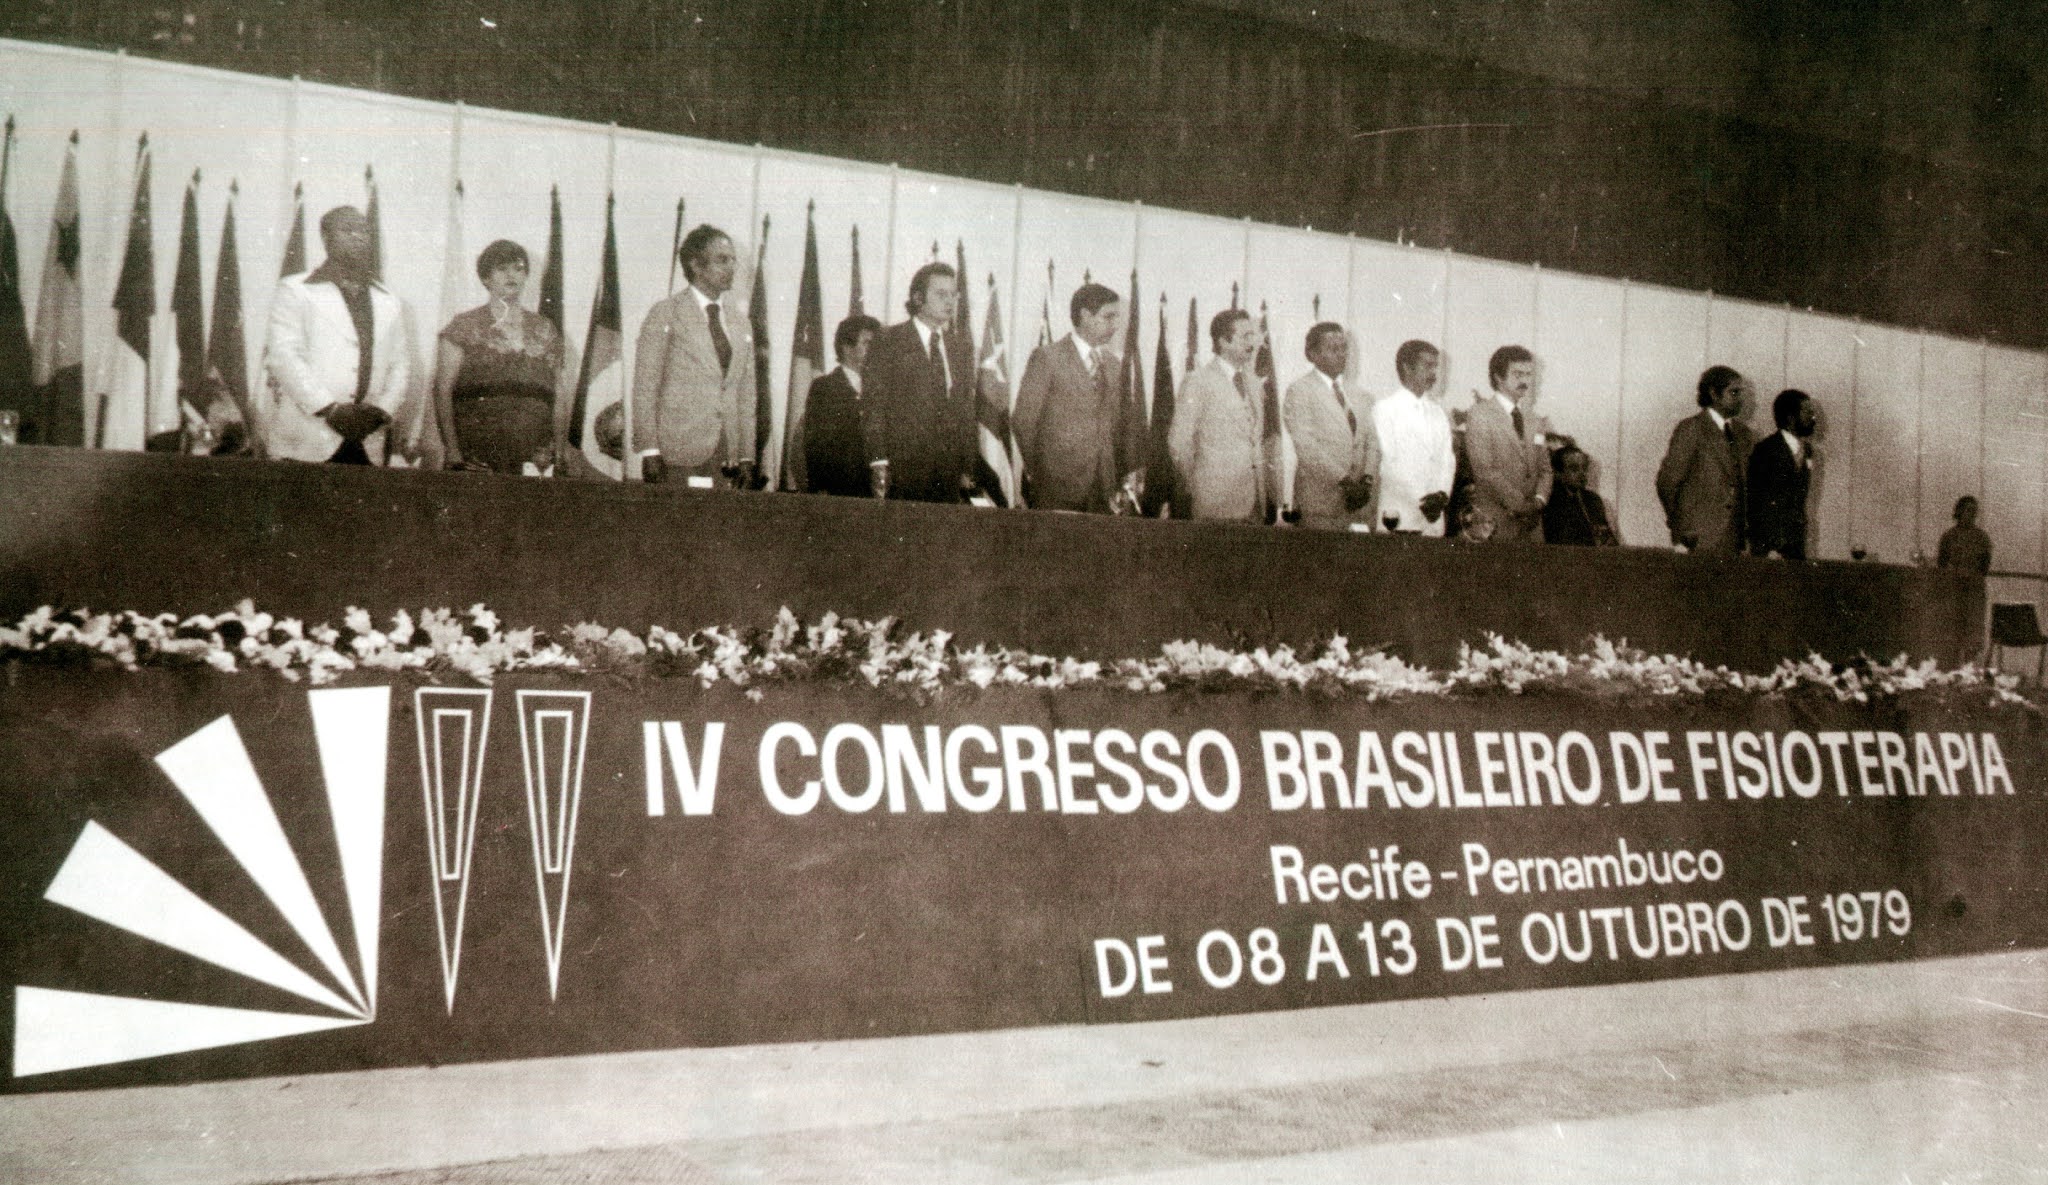 IV CONGRESSO BRASILEIRO DE FISIOTERAPIA
Recife - Pernambuco
DE 08 A 13 DE OUTUBRO DE 1979